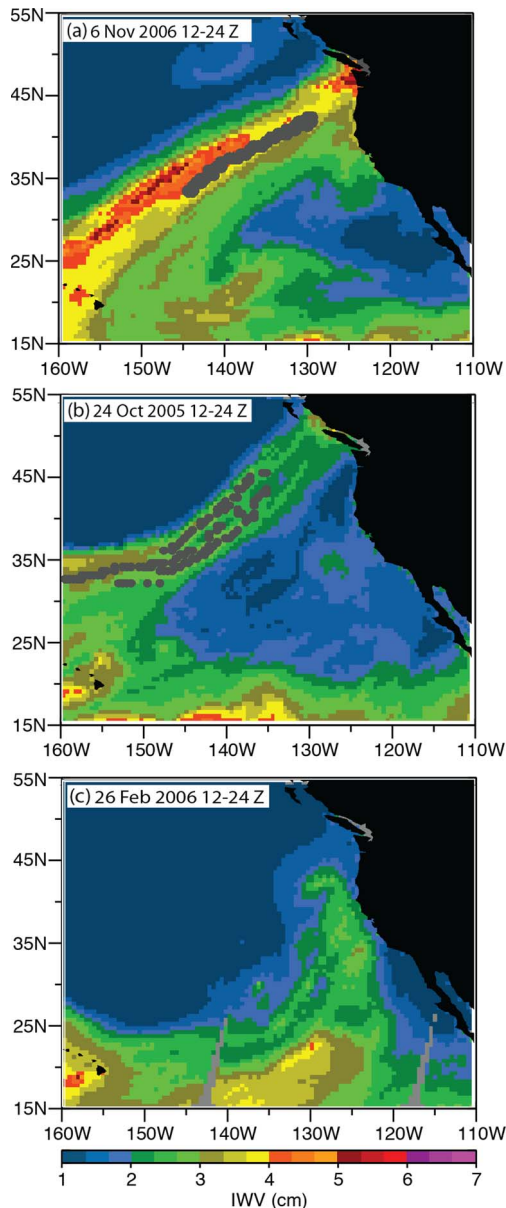 (a) 6 Nov 2006 12-24 Z
55N
45N
35N
25N
15N
160W 150W 140W 130W 120W 110W
(b) 24 Oct 2005 12-24 Z
55N
45N
35N
25N
15N
160W 150W 140W 130W 120W 110W
(c) 26 Feb 2006 12-24 Z
55N
45N
35N
25N
15N
160W 150W 140W 130W 120W 110W
1 2 3 4 5 6 7
IWV (cm)